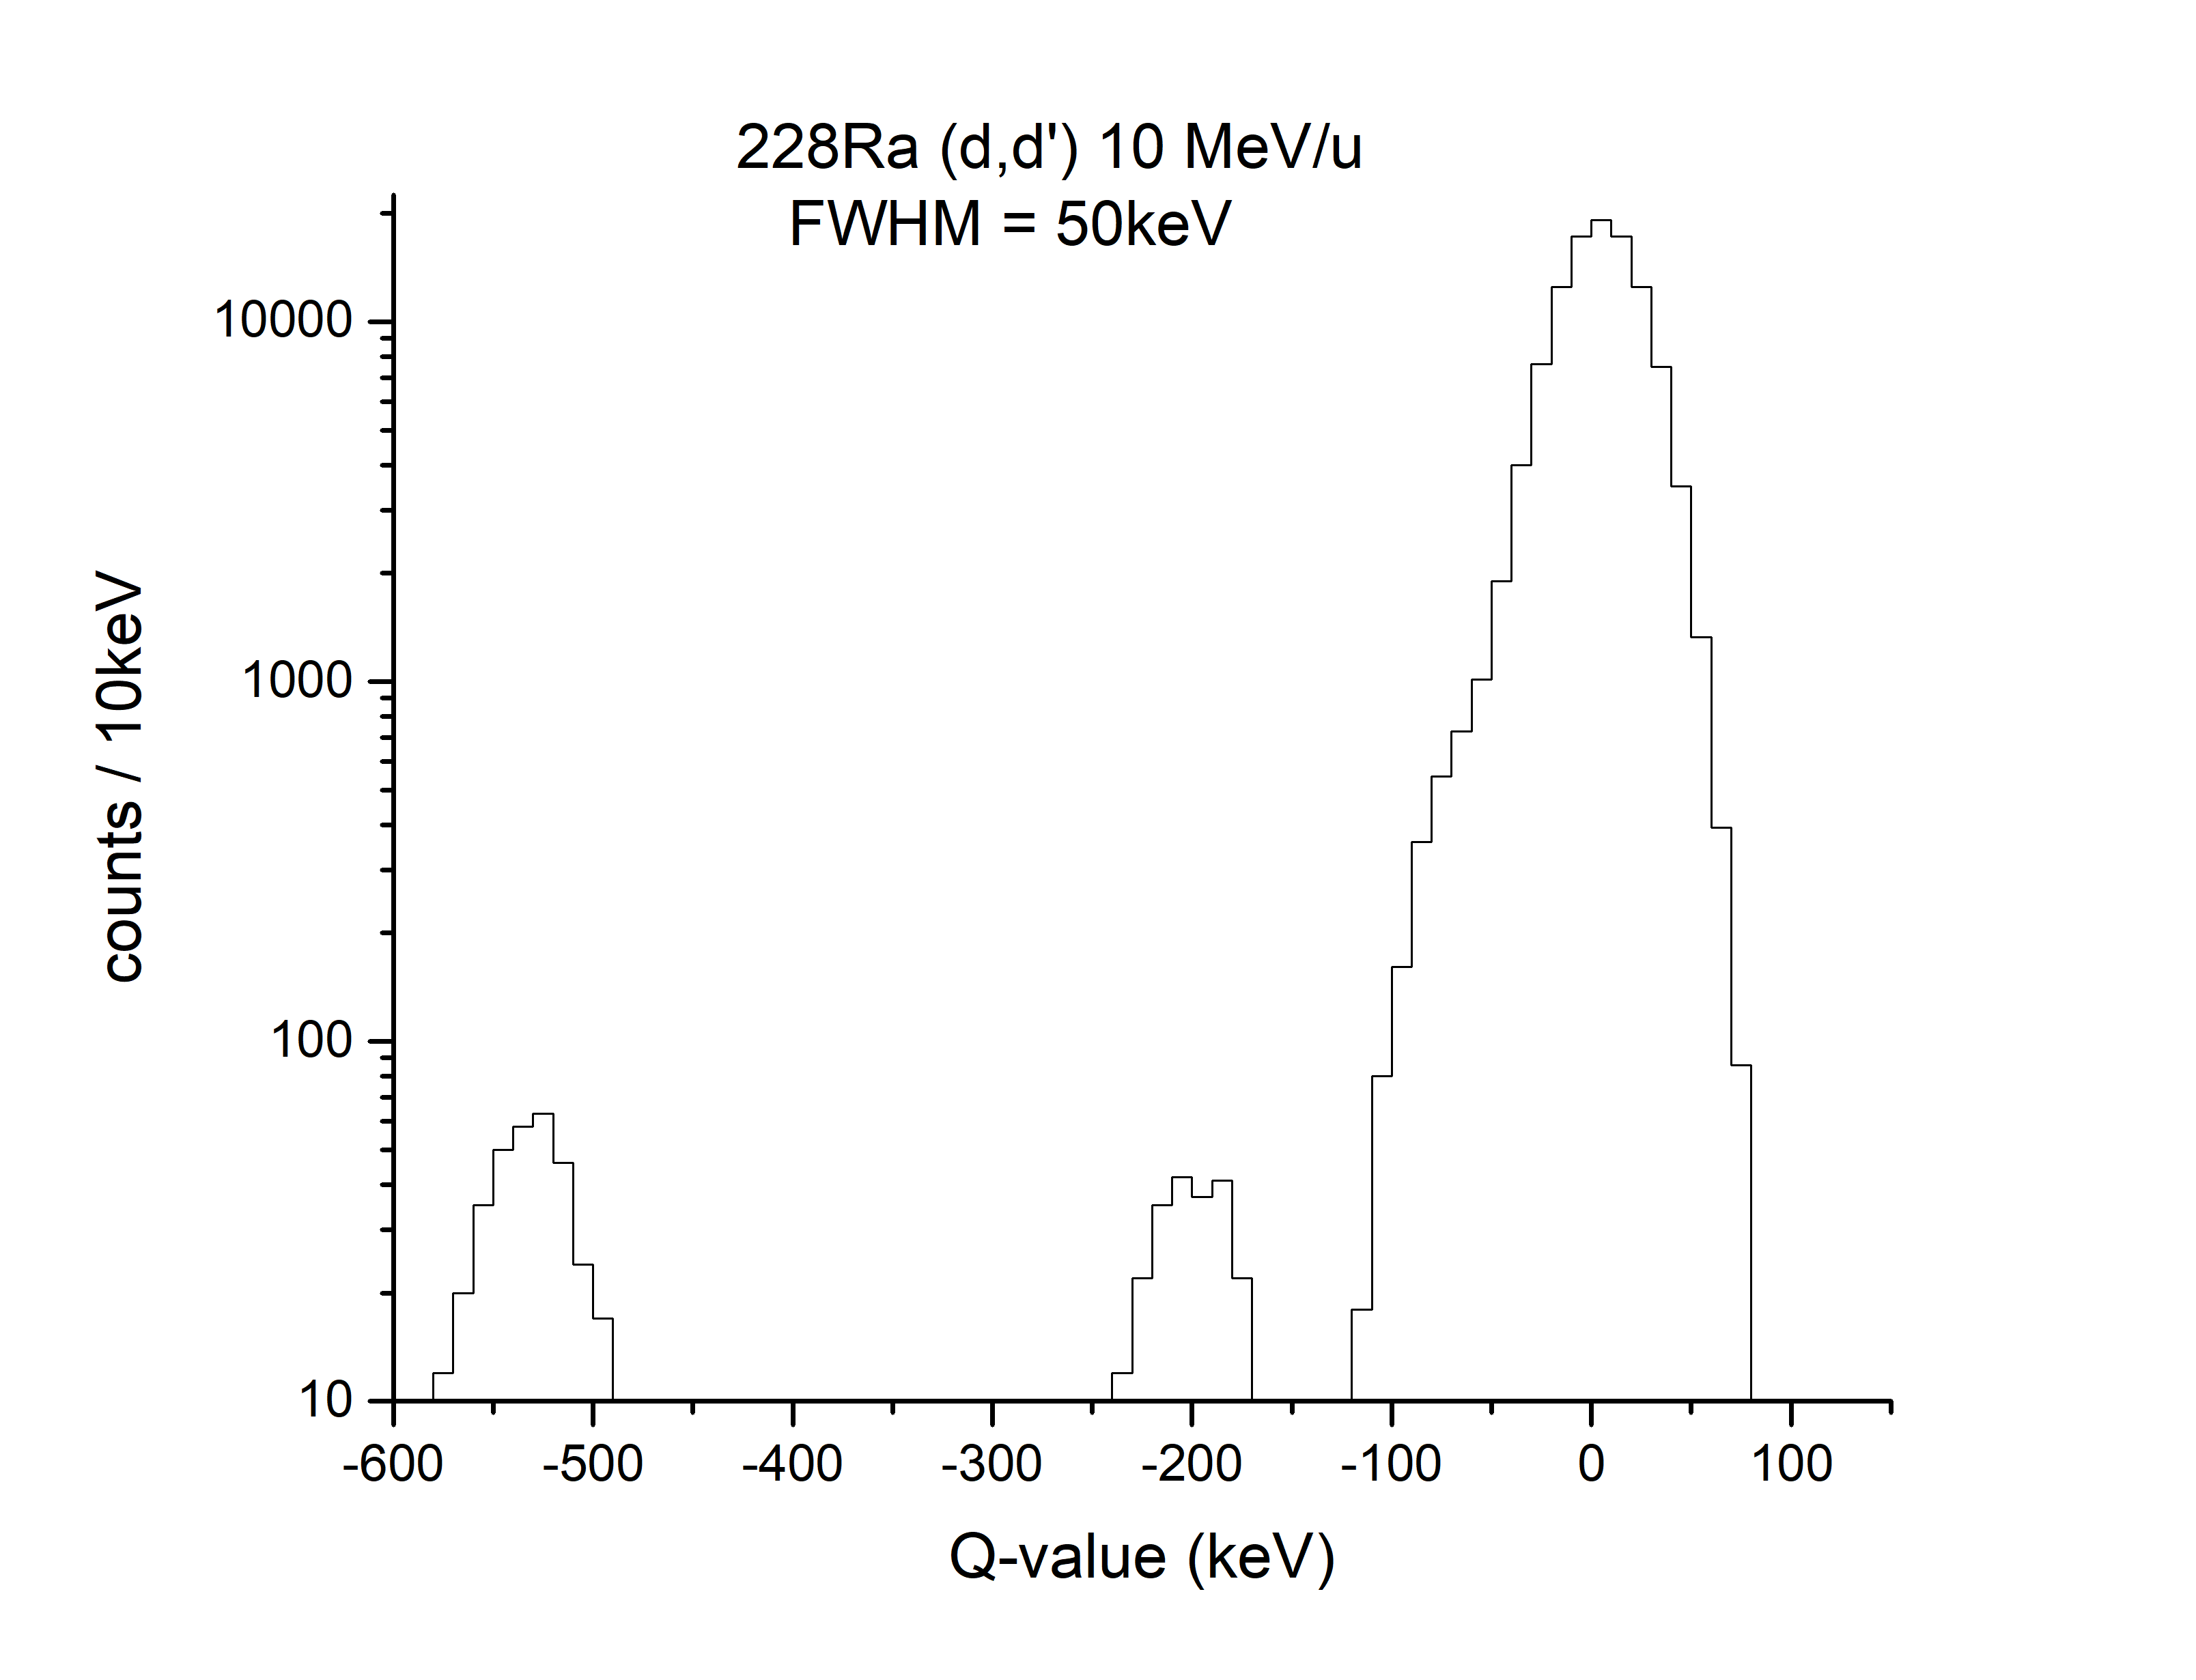 228Ra (d,d') 10 MeV/u
FWHM = 50keV
10000
1000
100
10
counts / 10keV
-600 -500 -400 -300 -200 -100 0 100
Q-value (keV)